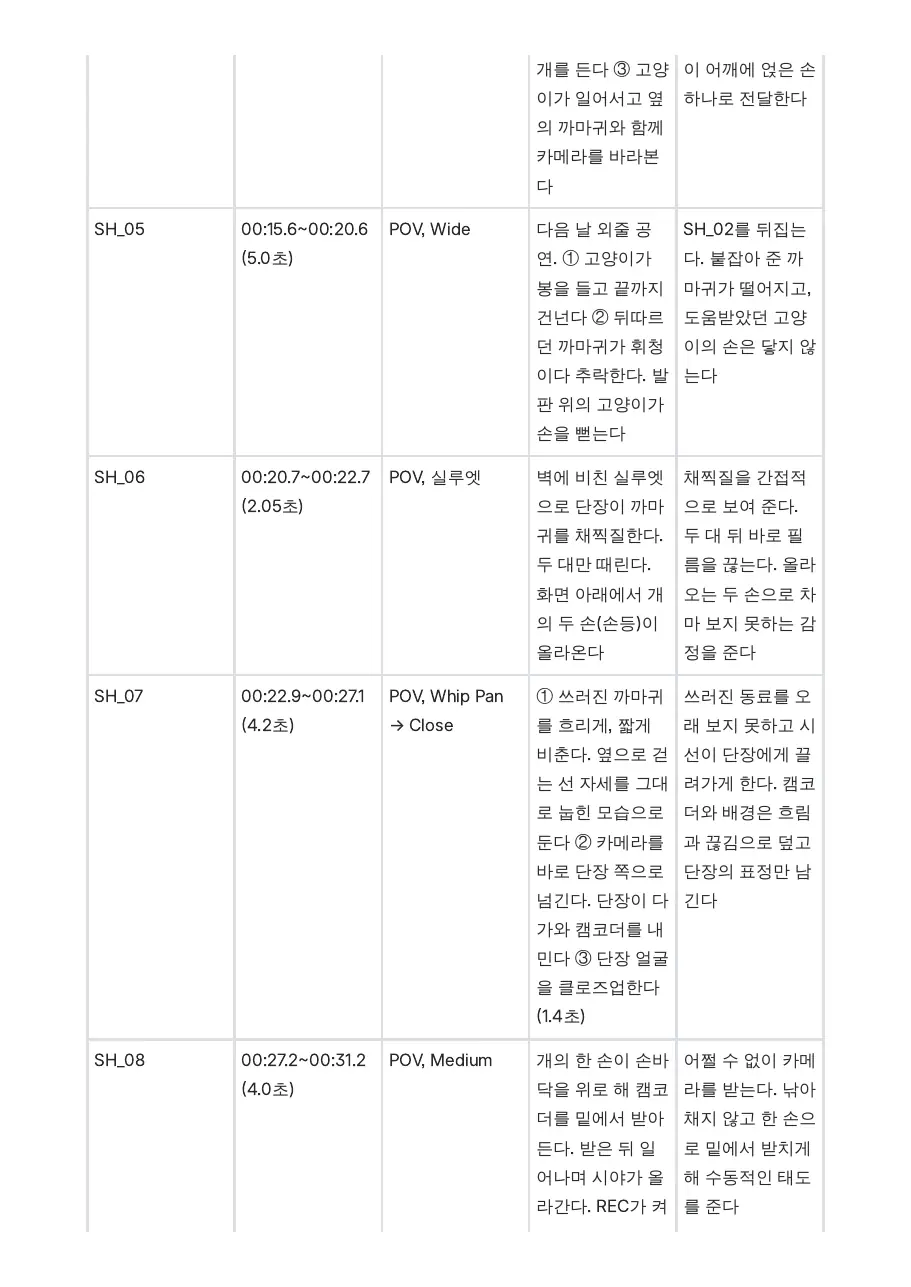 개를 든다 ③ 고양
이가 일어서고 옆
의 까마귀와 함께
카메라를 바라본
다
이 어깨에 얹은 손
하나로 전달한다
SH_05
00:15.6~00:20.6
(5.0초)
POV, Wide
다음 날 외줄 공
연. ① 고양이가
봉을 들고 끝까지
건넌다 ② 뒤따르
던 까마귀가 휘청
이다 추락한다. 발
판 위의 고양이가
손을 뻗는다
SH_02를 뒤집는
다. 붙잡아 준 까
마귀가 떨어지고,
도움받았던 고양
이의 손은 닿지 않
는다
SH_06
00:20.7~00:22.7
(2.05초)
POV, 실루엣
벽에 비친 실루엣
으로 단장이 까마
귀를 채찍질한다.
두 대만 때린다.
화면 아래에서 개
의 두 손(손등)이
올라온다
채찍질을 간접적
으로 보여 준다.
두 대 뒤 바로 필
름을 끊는다. 올라
오는 두 손으로 차
마 보지 못하는 감
정을 준다
SH_07
00:22.9~00:27.1
(4.2초)
POV, Whip Pan
→ Close
① 쓰러진 까마귀
를 흐리게, 짧게
비춘다. 옆으로 걷
는 선 자세를 그대
로 눕힌 모습으로
둔다 ② 카메라를
바로 단장 쪽으로
넘긴다. 단장이 다
가와 캠코더를 내
민다 ③ 단장 얼굴
을 클로즈업한다
(1.4초)
쓰러진 동료를 오
래 보지 못하고 시
선이 단장에게 끌
려가게 한다. 캠코
더와 배경은 흐림
과 끊김으로 덮고
단장의 표정만 남
긴다
SH_08
00:27.2~00:31.2
(4.0초)
POV, Medium
개의 한 손이 손바
닥을 위로 해 캠코
더를 밑에서 받아
든다. 받은 뒤 일
어나며 시야가 올
라간다. REC가 켜
어쩔 수 없이 카메
라를 받는다. 낚아
채지 않고 한 손으
로 밑에서 받치게
해 수동적인 태도
를 준다